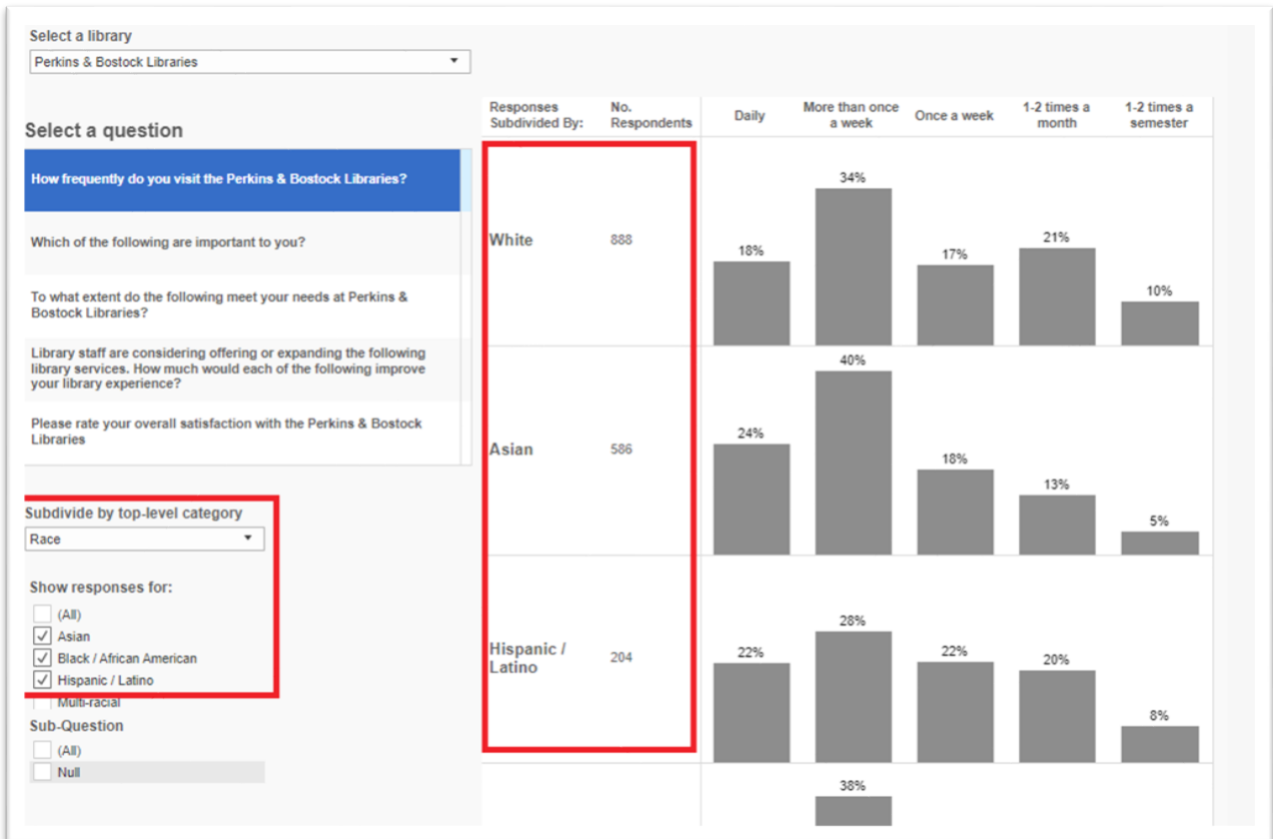 Select a library
Perkins & Bostock Libraries
Select a question
How frequently do you visit the Perkins & Bostock Libraries?
Which of the following are important to you?
To what extent do the following meet your needs at Perkins &
Bostock Libraries?
Library staff are considering offering or expanding the following
library services. How much would each of the following improve
your library experience?
Please rate your overall satisfaction with the Perkins & Bostock
Libraries
Subdivide by top-level category
Race
Show responses for:
(All)
Asian
Black / African American
Hispanic / Latino
Multi-racial
Sub-Question
(All)
Null
Responses
Subdivided By:
No.
Respondents
Daily
More than once
a week
Once a week
1-2 times a
month
1-2 times a
semester
White
888
18%
34%
17%
21%
10%
Asian
586
24%
40%
18%
13%
5%
Hispanic /
Latino
204
22%
28%
22%
20%
8%
38%